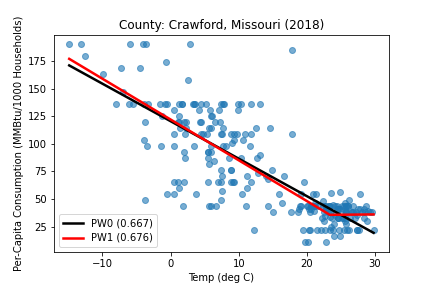 County: Crawford, Missouri (2018)
Per-Capita Consumption (MMBtu/1000 Households)
175
150
125
100
75
50
25
PW0 (0.667)
PW1 (0.676)
−10
0
10
20
30
Temp (deg C)